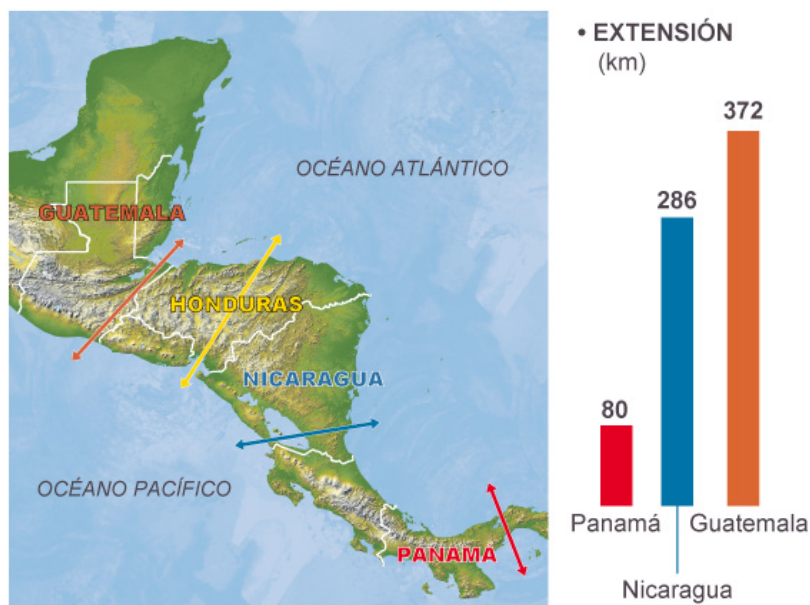 GUATEMALA
OCÉANO ATLÁNTICO
HONDURAS
NICARAGUA
OCÉANO PACÍFICO
PANAMÁ
• EXTENSIÓN
(km)
372
286
80
Panamá
Guatemala
Nicaragua